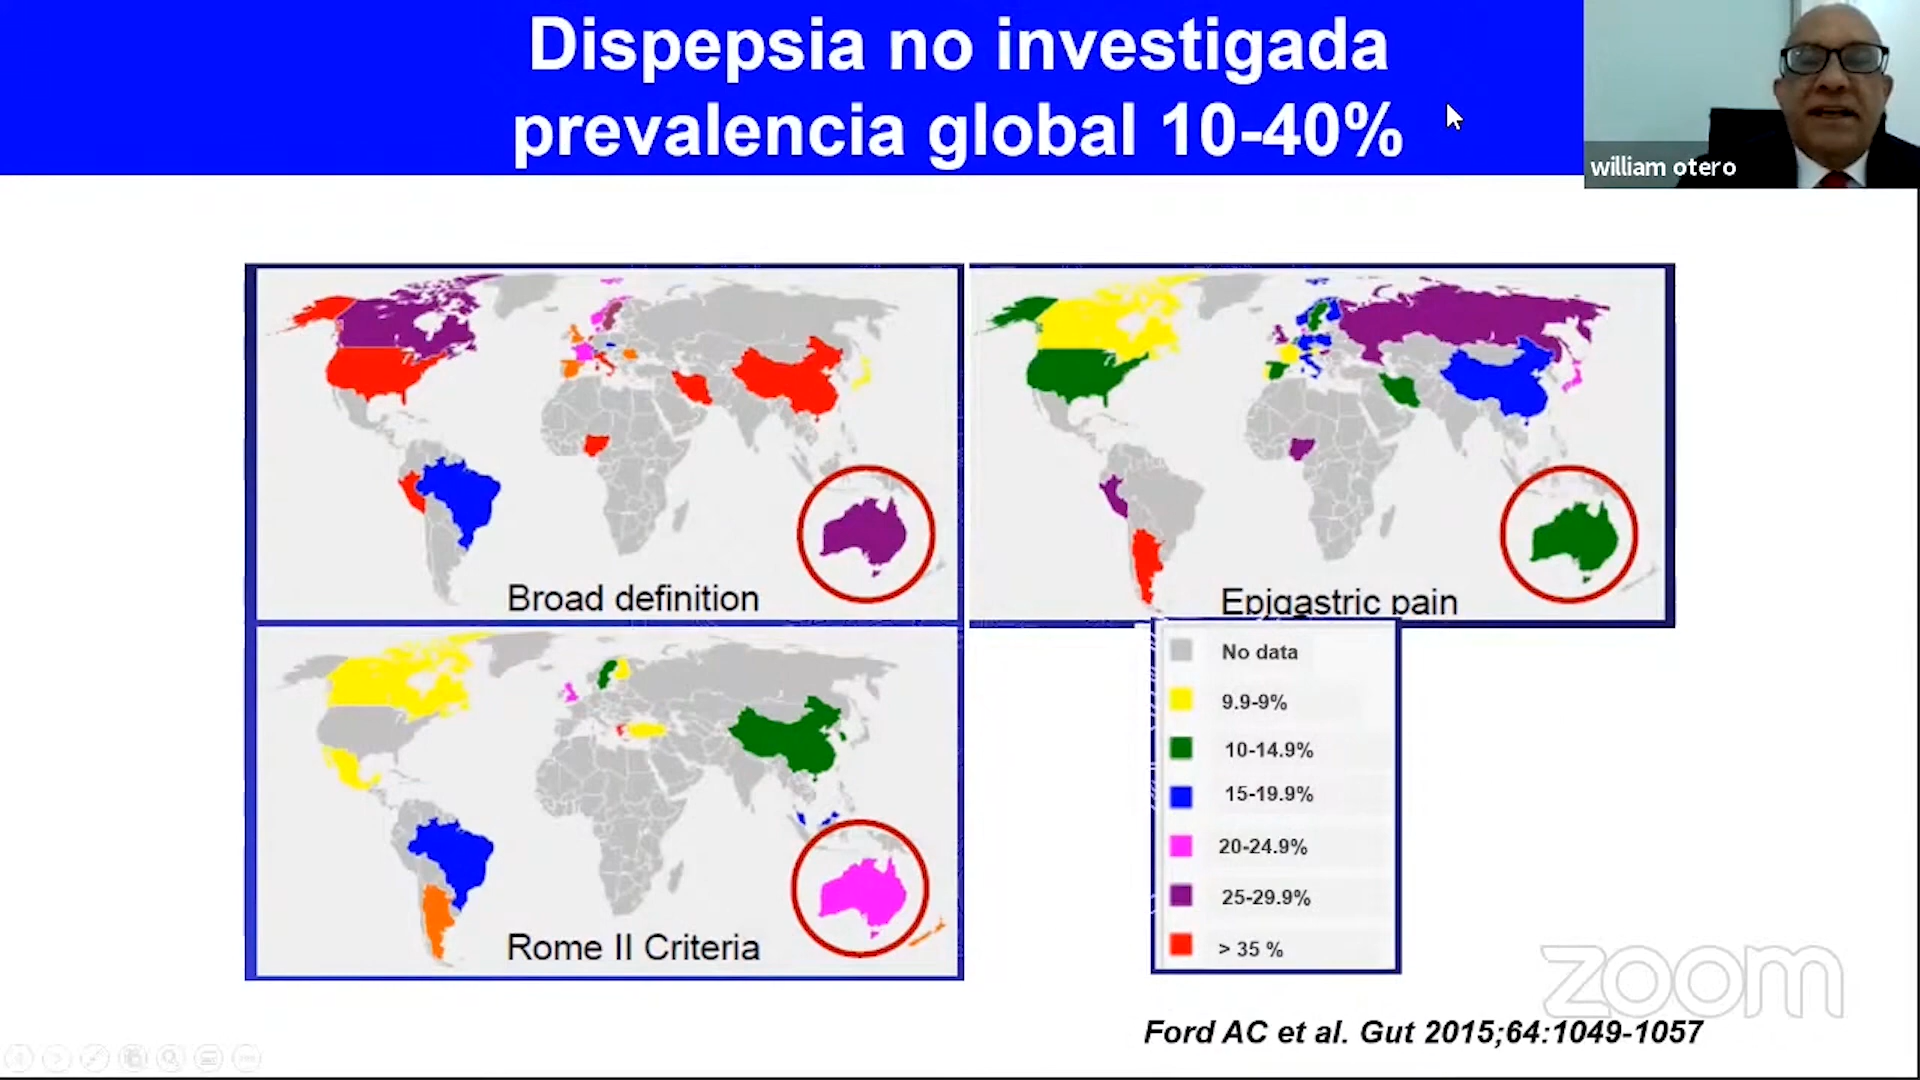 Dispepsia no investigada
prevalencia global 10-40%
william otero
Broad definition
Epigastric pain
Rome II Criteria
No data
9.9-9%
10-14.9%
15-19.9%
20-24.9%
25-29.9%
> 35 %
zoom
Ford AC et al. Gut 2015;64:1049-1057